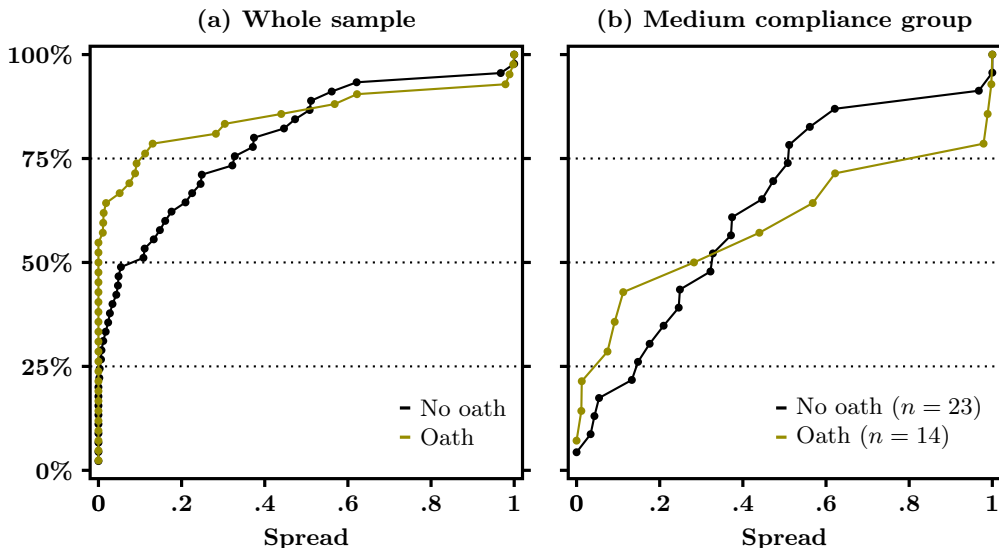 (a) Whole sample
(b) Medium compliance group
100%
75%
50%
25%
0%
No oath
Oath
No oath (n = 23)
Oath (n = 14)
0 .2 .4 .6 .8 1
0 .2 .4 .6 .8 1
Spread
Spread